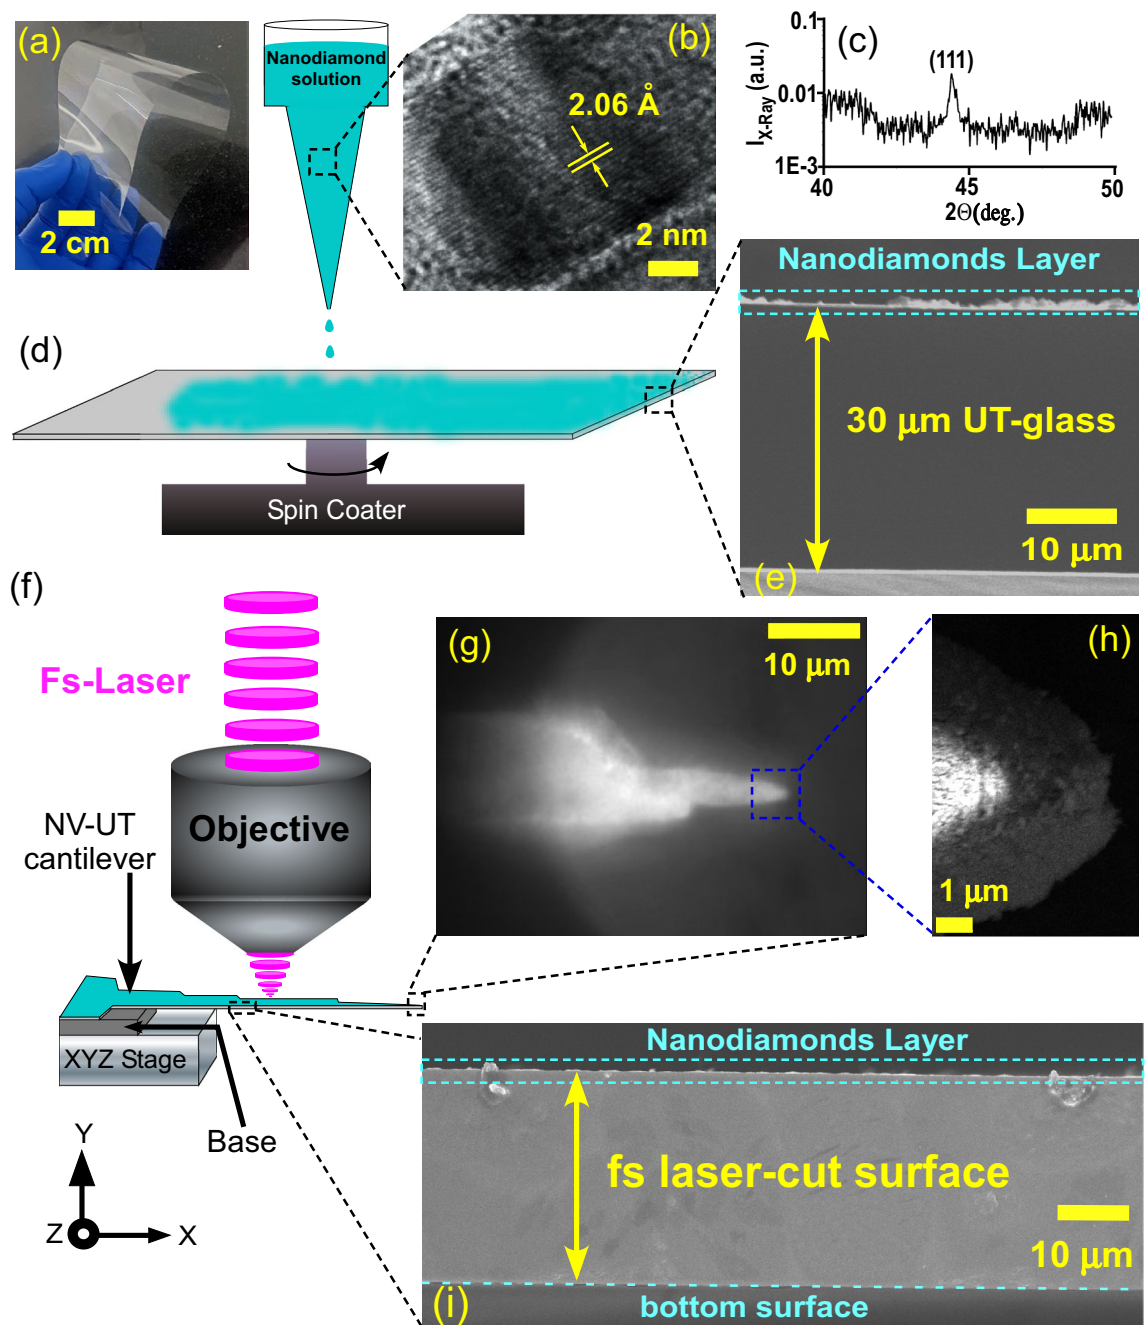 (a)
2 cm
Nanodiamond
solution
(b)
2.06 Å
2 nm
(c)
(111)
0.1
0.01
1E-3
I X-Ray (a.u.)
40
45
50
2Θ(deg.)
(d)
Spin Coater
Nanodiamonds Layer
30 μm UT-glass
10 μm
(e)
(f)
Fs-Laser
Objective
NV-UT
cantilever
XYZ Stage
Base
Y
Z
X
(g)
10 μm
(h)
1 μm
Nanodiamonds Layer
fs laser-cut surface
10 μm
(i)
bottom surface